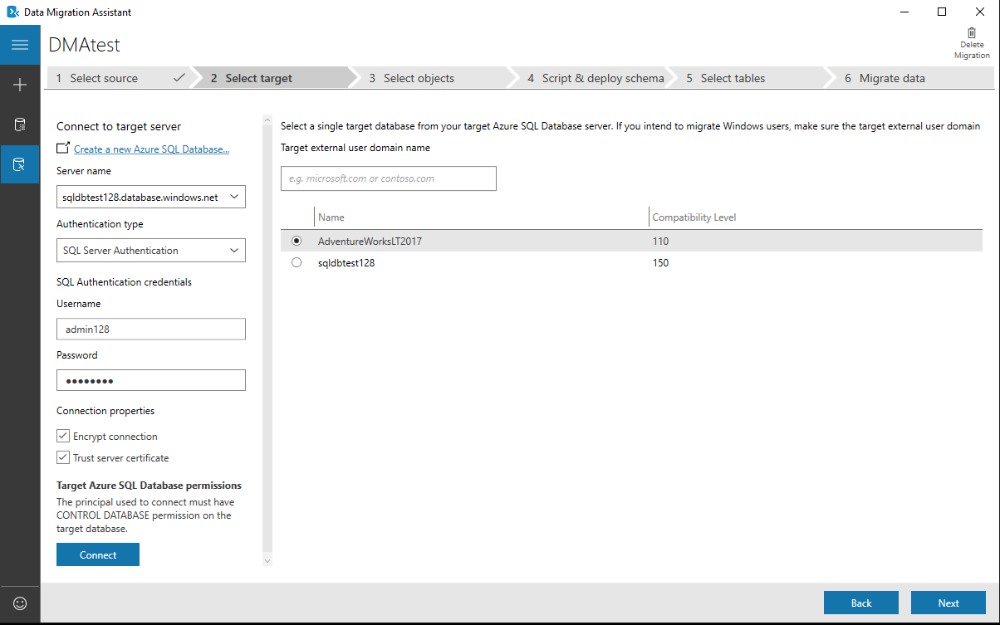 Data Migration Assistant
DMAtest
Delete
Migration
1 Select source
2 Select target
3 Select objects
4 Script & deploy schema
5 Select tables
6 Migrate data
Connect to target server
Create a new Azure SQL Database...
Server name
sqldbtest128.database.windows.net
Authentication type
SQL Server Authentication
SQL Authentication credentials
Username
admin128
Password
••••••••
Connection properties
Encrypt connection
Trust server certificate
Target Azure SQL Database permissions
The principal used to connect must have
CONTROL DATABASE permission on the
target database.
Connect
Select a single target database from your target Azure SQL Database server. If you intend to migrate Windows users, make sure the target external user domain
Target external user domain name
e.g. microsoft.com or contoso.com
Name Compatibility Level
AdventureWorksLT2017 110
sqldbtest128 150
Back
Next